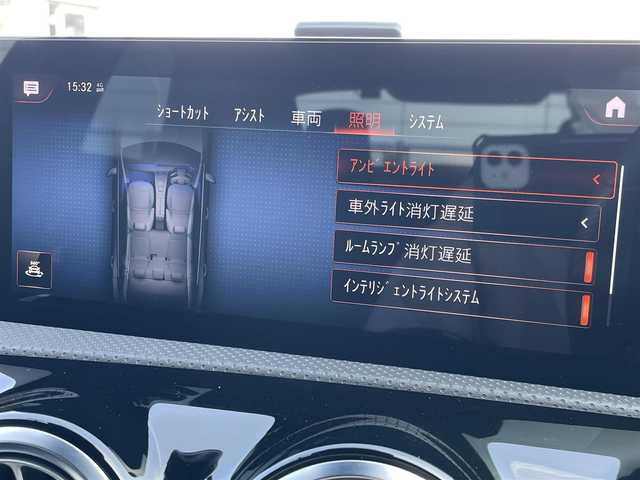 15:32 4G
ショートカット アシスト 車両 照明 システム
アンビエントライト
車外ライト消灯遅延
ルームランプ消灯遅延
インテリジェントライトシステム
360°